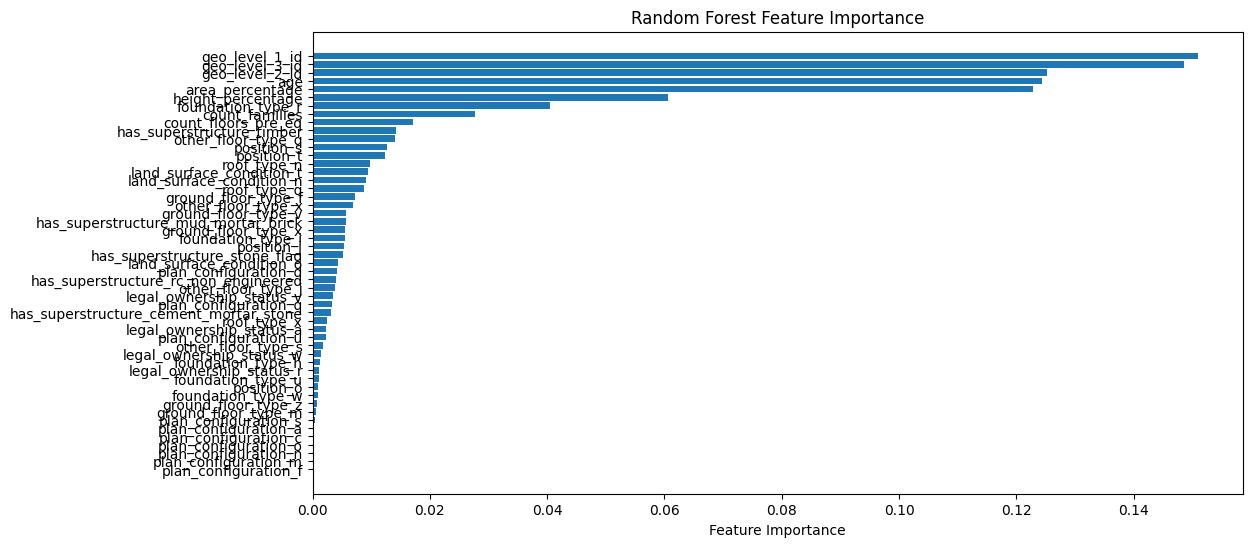 Random Forest Feature Importance
geo_level_1_id
geo_level_3_id
geo_level_2_id
age
area_percentage
height_percentage
foundation_type_r
count_families
count_floors_pre_eq
has_superstructure_timber
other_floor_type_q
position_s
position_t
roof_type_n
land_surface_condition_t
land_surface_condition_n
roof_type_q
ground_floor_type_f
other_floor_type_x
ground_floor_type_v
has_superstructure_mud_mortar_brick
ground_floor_type_x
foundation_type_i
position_j
has_superstructure_stone_flag
land_surface_condition_o
plan_configuration_d
has_superstructure_rc_non_engineered
other_floor_type_j
legal_ownership_status_v
plan_configuration_q
has_superstructure_cement_mortar_stone
roof_type_x
legal_ownership_status_a
plan_configuration_u
other_floor_type_s
legal_ownership_status_w
foundation_type_h
legal_ownership_status_r
foundation_type_u
position_o
foundation_type_w
ground_floor_type_z
ground_floor_type_m
plan_configuration_s
plan_configuration_a
plan_configuration_c
plan_configuration_o
plan_configuration_n
plan_configuration_m
plan_configuration_f
0.00 0.02 0.04 0.06 0.08 0.10 0.12 0.14
Feature Importance